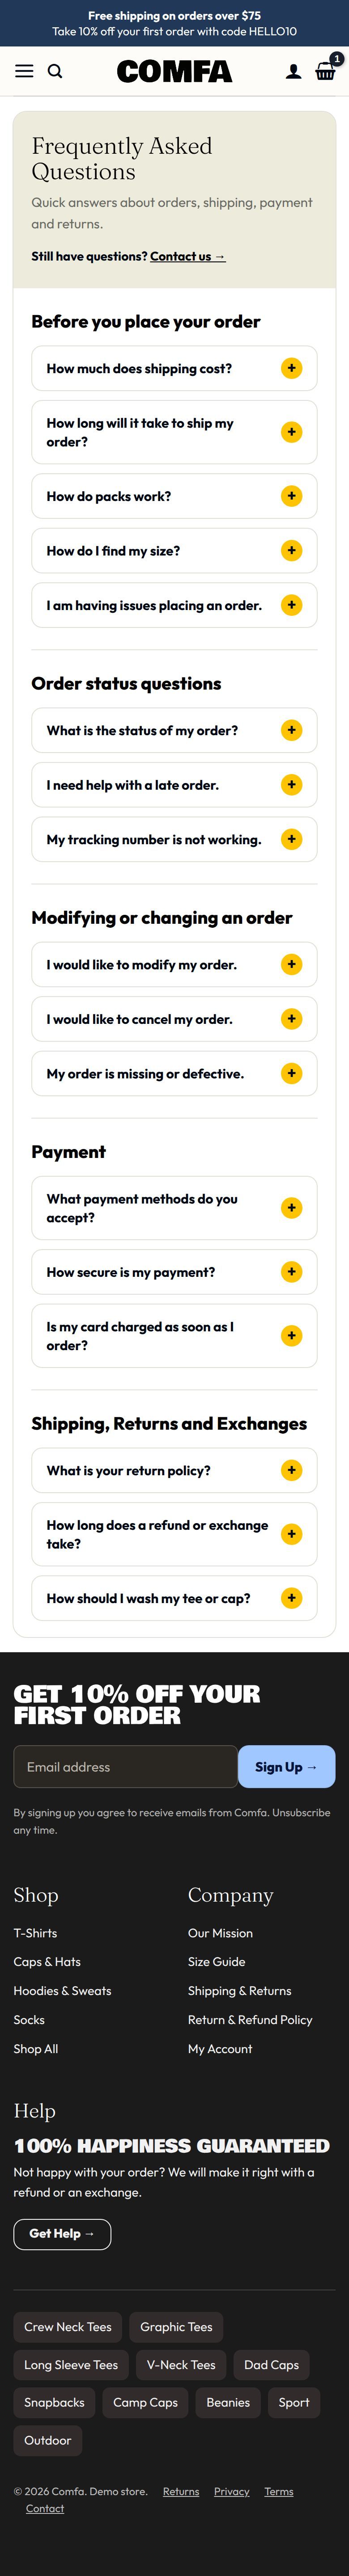 Free shipping on orders over $75
Take 10% off your first order with code HELLO10
COMFA
1
Frequently Asked
Questions
Quick answers about orders, shipping, payment
and returns.
Still have questions? Contact us →
Before you place your order
How much does shipping cost?
+
How long will it take to ship my
order?
+
How do packs work?
+
How do I find my size?
+
I am having issues placing an order.
+
Order status questions
What is the status of my order?
+
I need help with a late order.
+
My tracking number is not working.
+
Modifying or changing an order
I would like to modify my order.
+
I would like to cancel my order.
+
My order is missing or defective.
+
Payment
What payment methods do you
accept?
+
How secure is my payment?
+
Is my card charged as soon as I
order?
+
Shipping, Returns and Exchanges
What is your return policy?
+
How long does a refund or exchange
take?
+
How should I wash my tee or cap?
+
GET 10% OFF YOUR
FIRST ORDER
Email address
Sign Up →
By signing up you agree to receive emails from Comfa. Unsubscribe
any time.
Shop
T-Shirts
Caps & Hats
Hoodies & Sweats
Socks
Shop All
Company
Our Mission
Size Guide
Shipping & Returns
Return & Refund Policy
My Account
Help
100% HAPPINESS GUARANTEED
Not happy with your order? We will make it right with a
refund or an exchange.
Get Help →
Crew Neck Tees
Graphic Tees
Long Sleeve Tees
V-Neck Tees
Dad Caps
Snapbacks
Camp Caps
Beanies
Sport
Outdoor
© 2026 Comfa. Demo store. Returns Privacy Terms
Contact